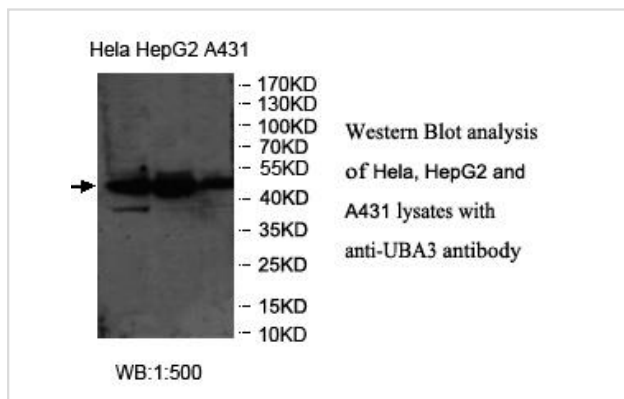 Hela HepG2 A431
170KD
130KD
100KD
70KD
55KD
40KD
35KD
25KD
15KD
10KD
WB:1:500
Western Blot analysis
of Hela, HepG2 and
A431 lysates with
anti-UBA3 antibody